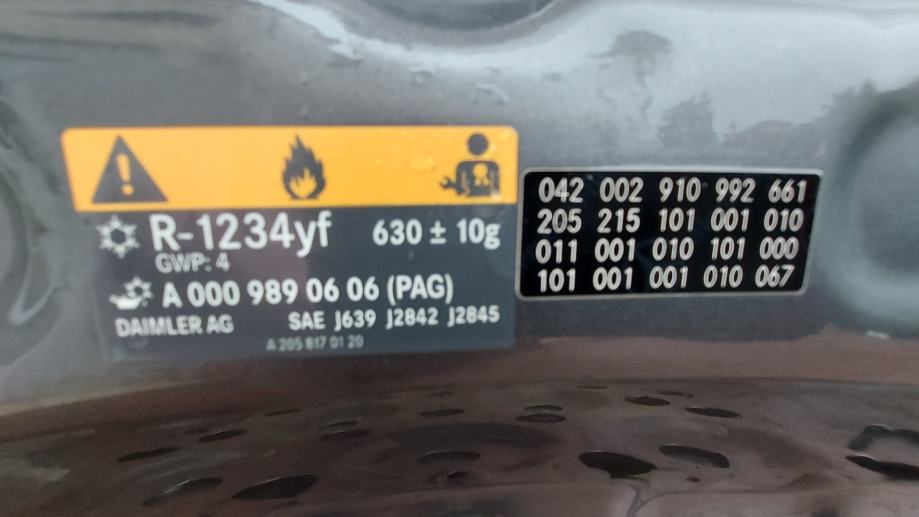 R-1234yf 630 ± 10g
GWP: 4
A 000 989 06 06 (PAG)
DAIMLER AG SAE J639 J2842 J2845
A 205 817 01 20
042 002 910 992 661
205 215 101 001 010
011 001 010 101 000
101 001 001 010 067